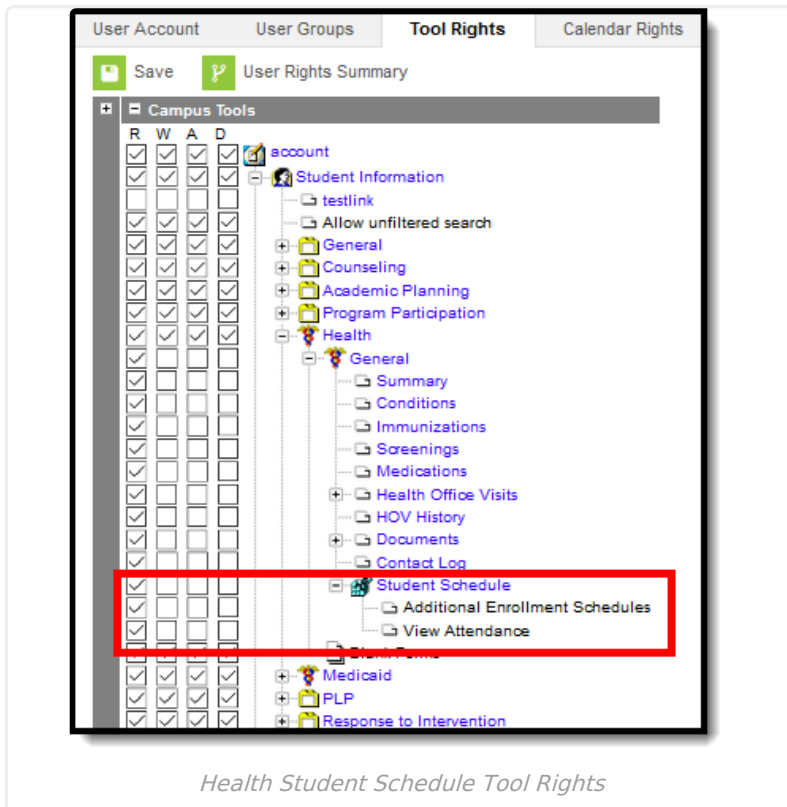 User Account User Groups Tool Rights Calendar Rights
Save User Rights Summary
Campus Tools
R W A D
account
Student Information
testlink
Allow unfiltered search
General
Counseling
Academic Planning
Program Participation
Health
General
Summary
Conditions
Immunizations
Screenings
Medications
Health Office Visits
HOV History
Documents
Contact Log
Student Schedule
Additional Enrollment Schedules
View Attendance
Blank Forms
Medicaid
PLP
Response to Intervention
Health Student Schedule Tool Rights